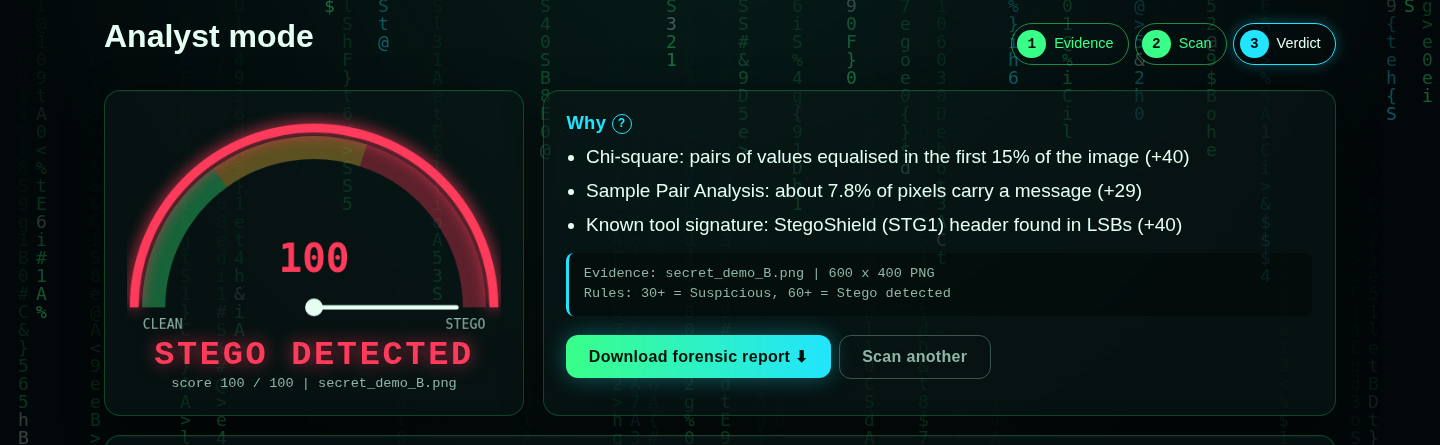 Analyst mode
1 Evidence
2 Scan
3 Verdict
100
CLEAN STEGO
STEGO DETECTED
score 100 / 100 | secret_demo_B.png
Why ?
• Chi-square: pairs of values equalised in the first 15% of the image (+40)
• Sample Pair Analysis: about 7.8% of pixels carry a message (+29)
• Known tool signature: StegoShield (STG1) header found in LSBs (+40)
Evidence: secret_demo_B.png | 600 x 400 PNG
Rules: 30+ = Suspicious, 60+ = Stego detected
Download forensic report ⬇
Scan another